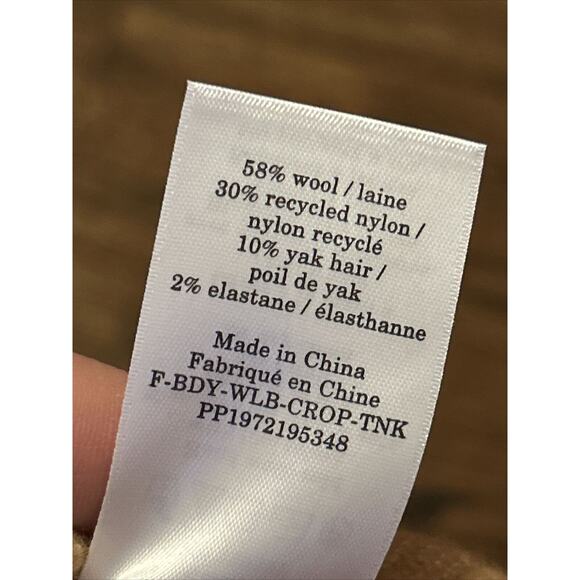 58% wool / laine
30% recycled nylon /
nylon recyclé
10% yak hair /
poil de yak
2% elastane / élasthanne
Made in China
Fabriqué en Chine
F-BDY-WLB-CROP-TNK
PP1972195348